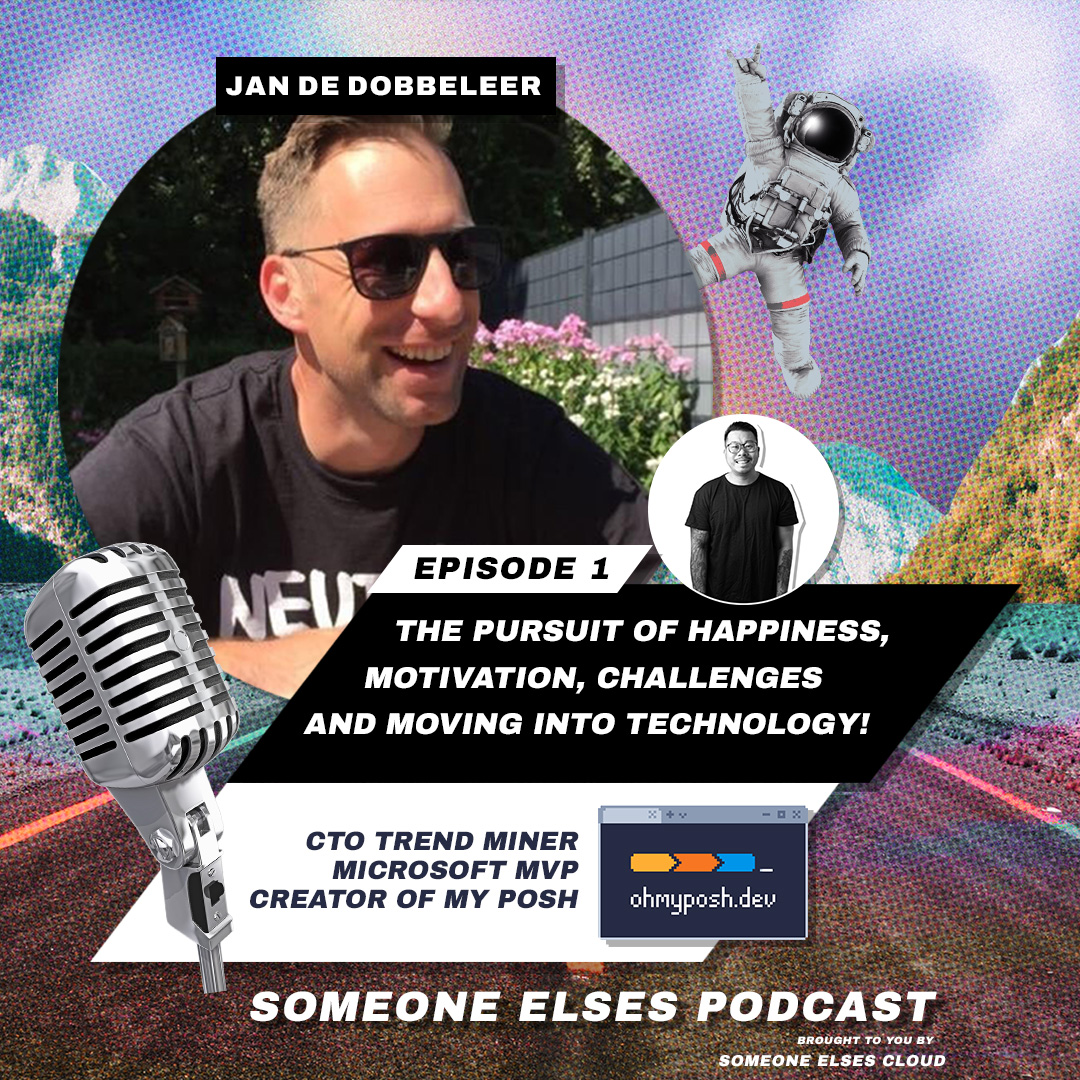 JAN DE DOBBELEER
EPISODE 1
THE PURSUIT OF HAPPINESS,
MOTIVATION, CHALLENGES
AND MOVING INTO TECHNOLOGY!
CTO TREND MINER
MICROSOFT MVP
CREATOR OF MY POSH
ohmyposh.dev
SOMEONE ELSES PODCAST
BROUGHT TO YOU BY
SOMEONE ELSES CLOUD